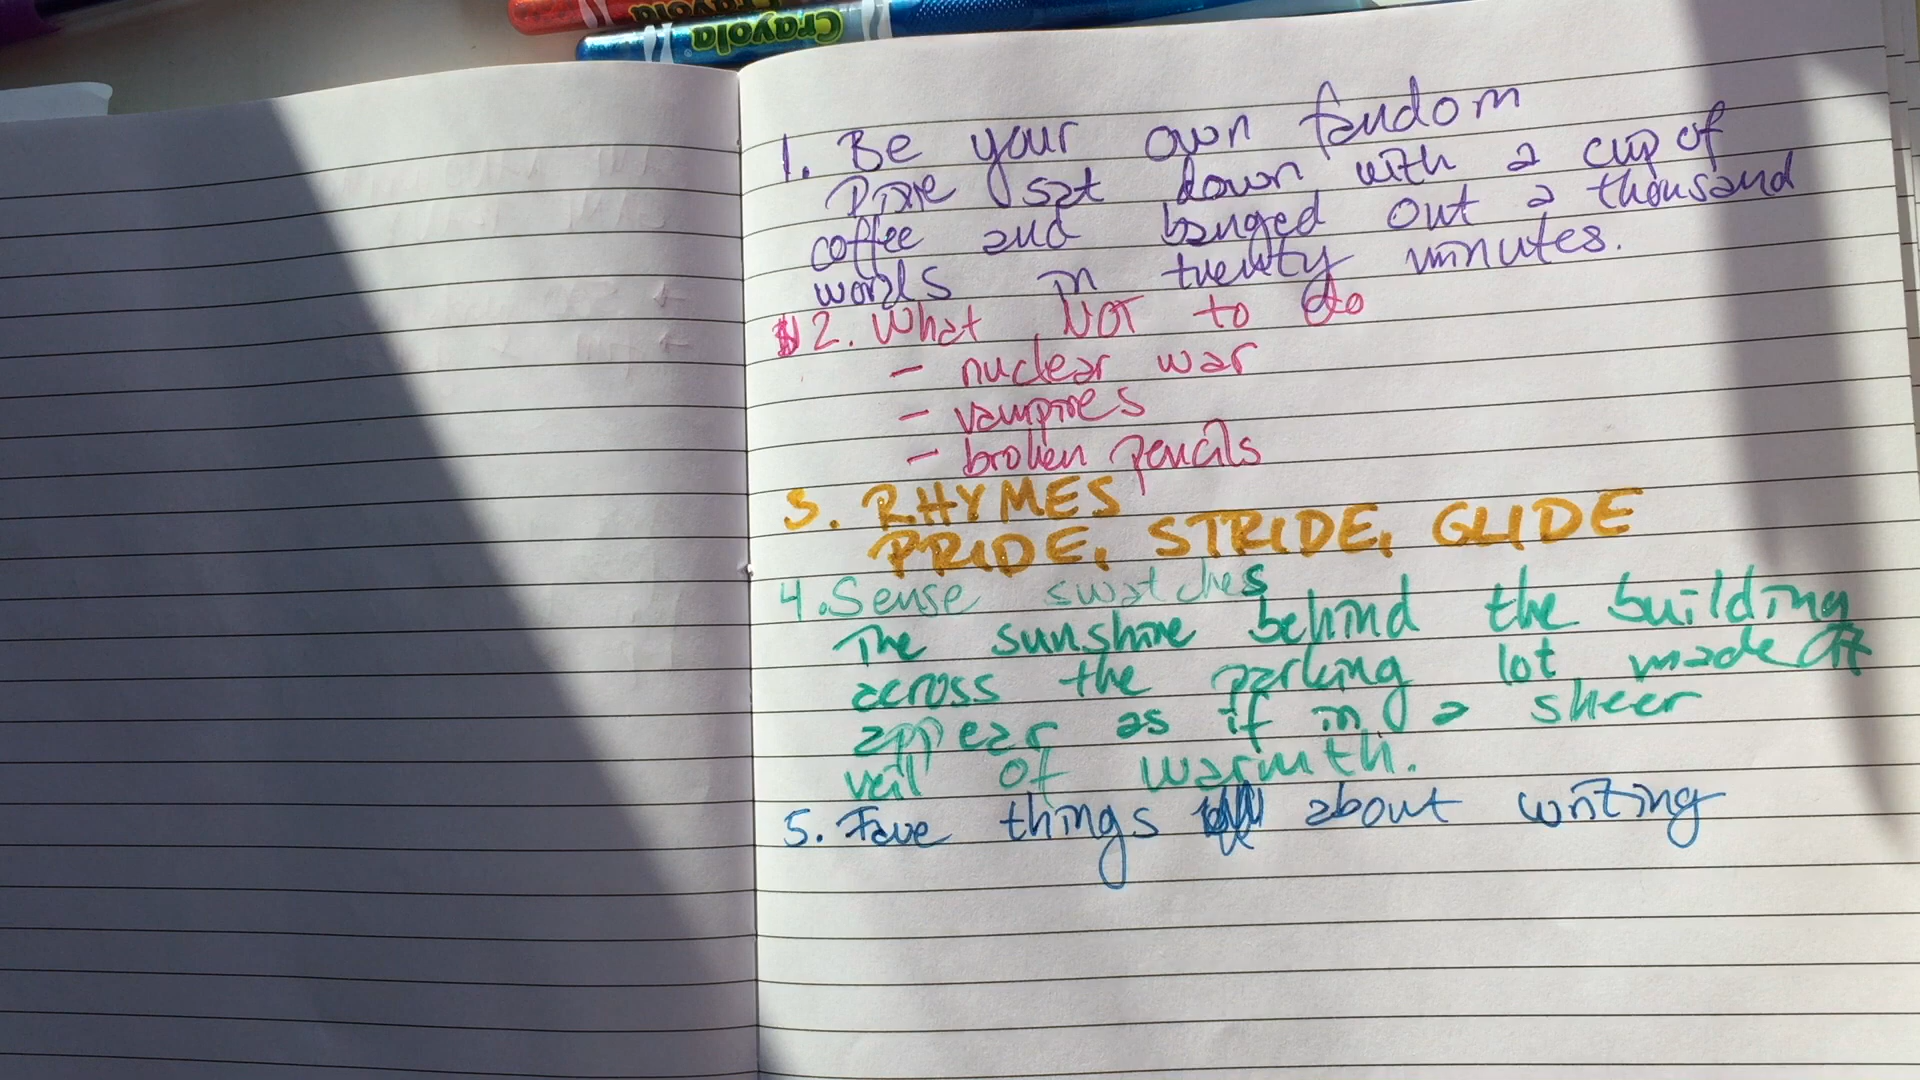 Crayola
Crayola
1. Be your own fandom
Dixie sat down with a cup of
coffee and banged out a thousand
words in twenty minutes.
2. What NOT to do
- nuclear war
- vampires
- broken pencils
3. RHYMES
PRIDE, STRIDE, GLIDE
4. Sense swatches
The sunshine behind the building
across the parking lot made it
appear as if in a sheer
veil of warmth.
5. Fave things about writing